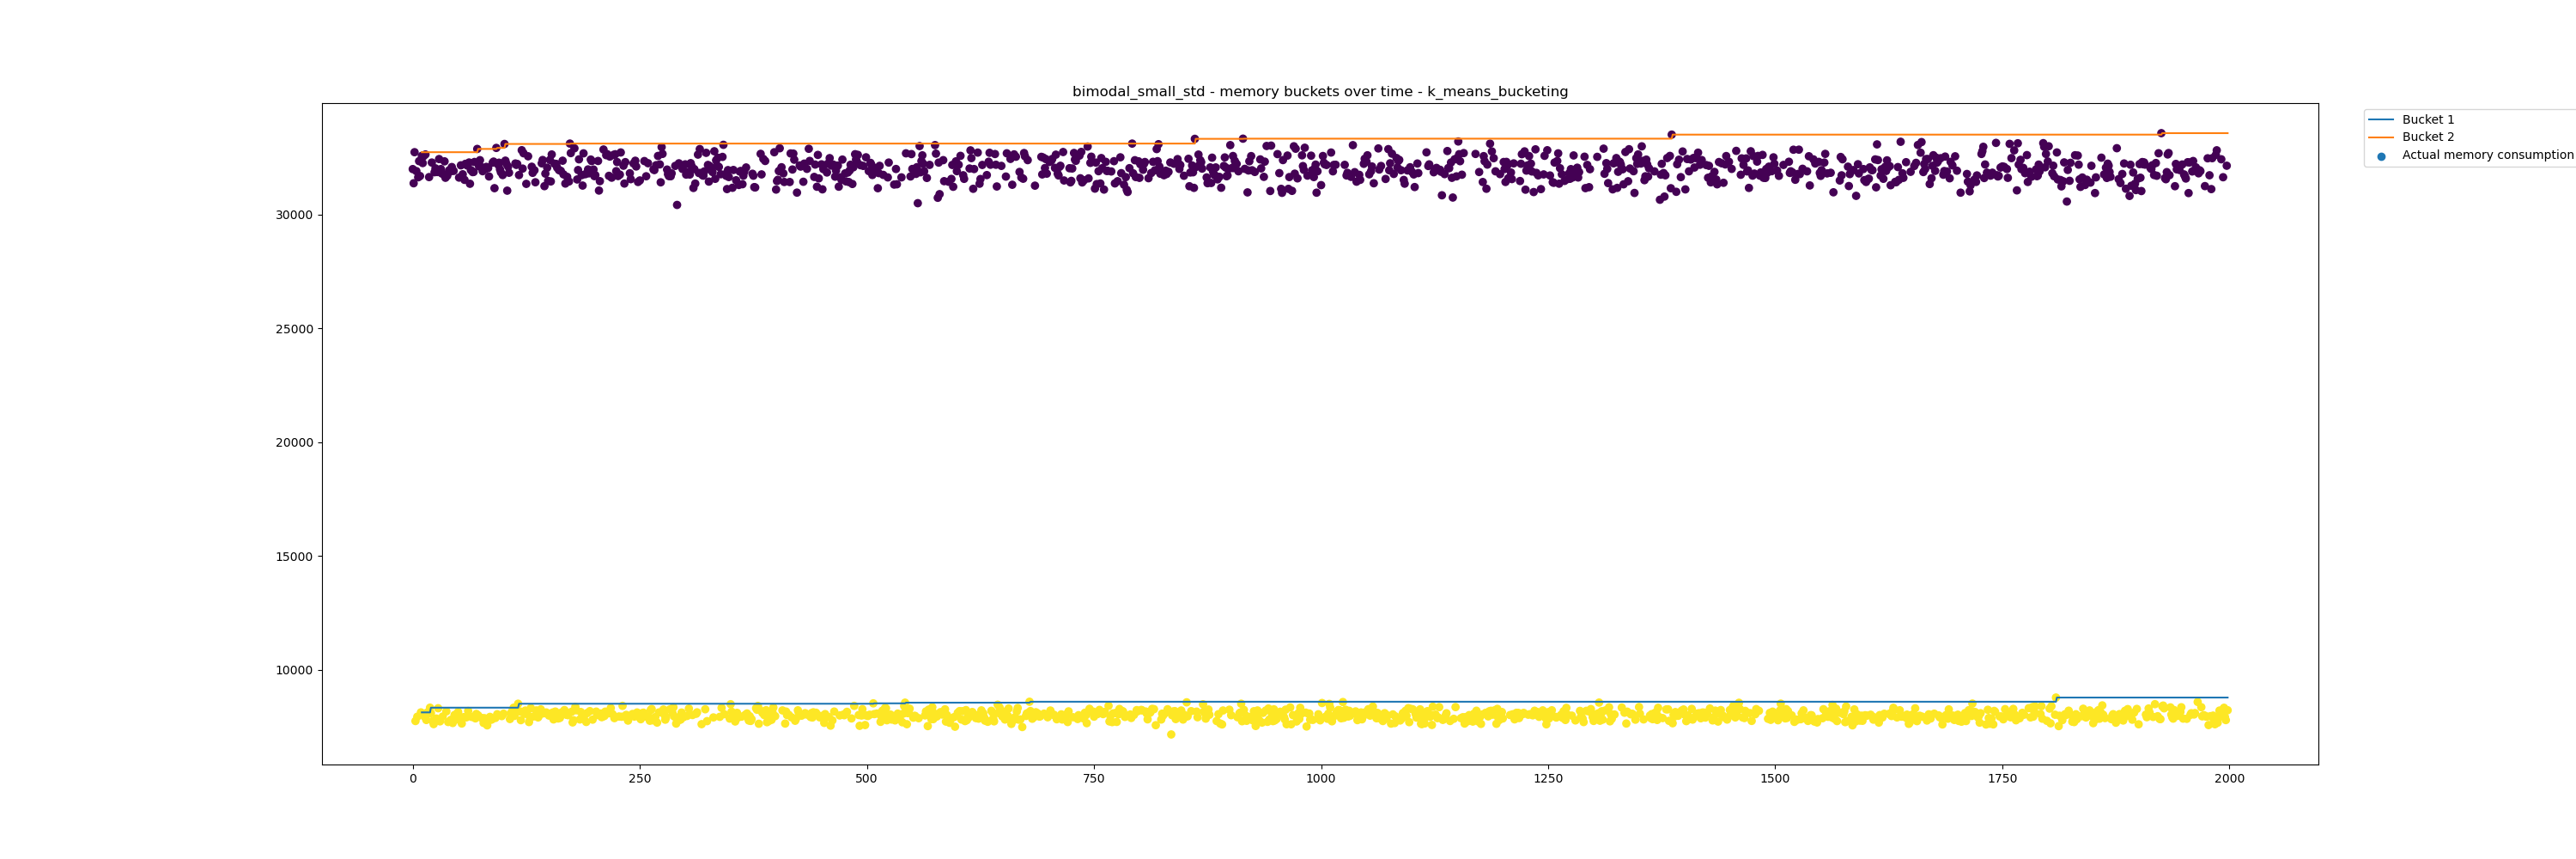 bimodal_small_std - memory buckets over time - k_means_bucketing
Bucket 1
Bucket 2
Actual memory consumption
30000
25000
20000
15000
10000
0 250 500 750 1000 1250 1500 1750 2000